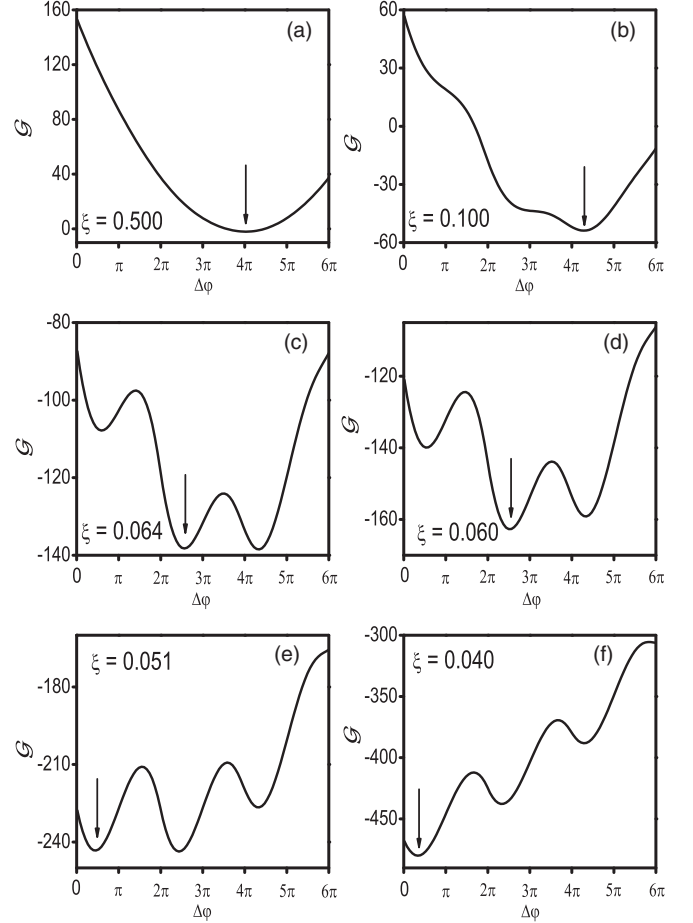 (a)
160
120
80
40
0
𝒢
ξ = 0.500
0 π 2π 3π 4π 5π 6π
Δφ
(b)
60
30
0
-30
-60
𝒢
ξ = 0.100
0 π 2π 3π 4π 5π 6π
Δφ
(c)
-80
-100
-120
-140
𝒢
ξ = 0.064
0 π 2π 3π 4π 5π 6π
Δφ
(d)
-120
-140
-160
𝒢
ξ = 0.060
0 π 2π 3π 4π 5π 6π
Δφ
(e)
ξ = 0.051
-180
-210
-240
𝒢
0 π 2π 3π 4π 5π 6π
Δφ
(f)
ξ = 0.040
-300
-350
-400
-450
𝒢
0 π 2π 3π 4π 5π 6π
Δφ